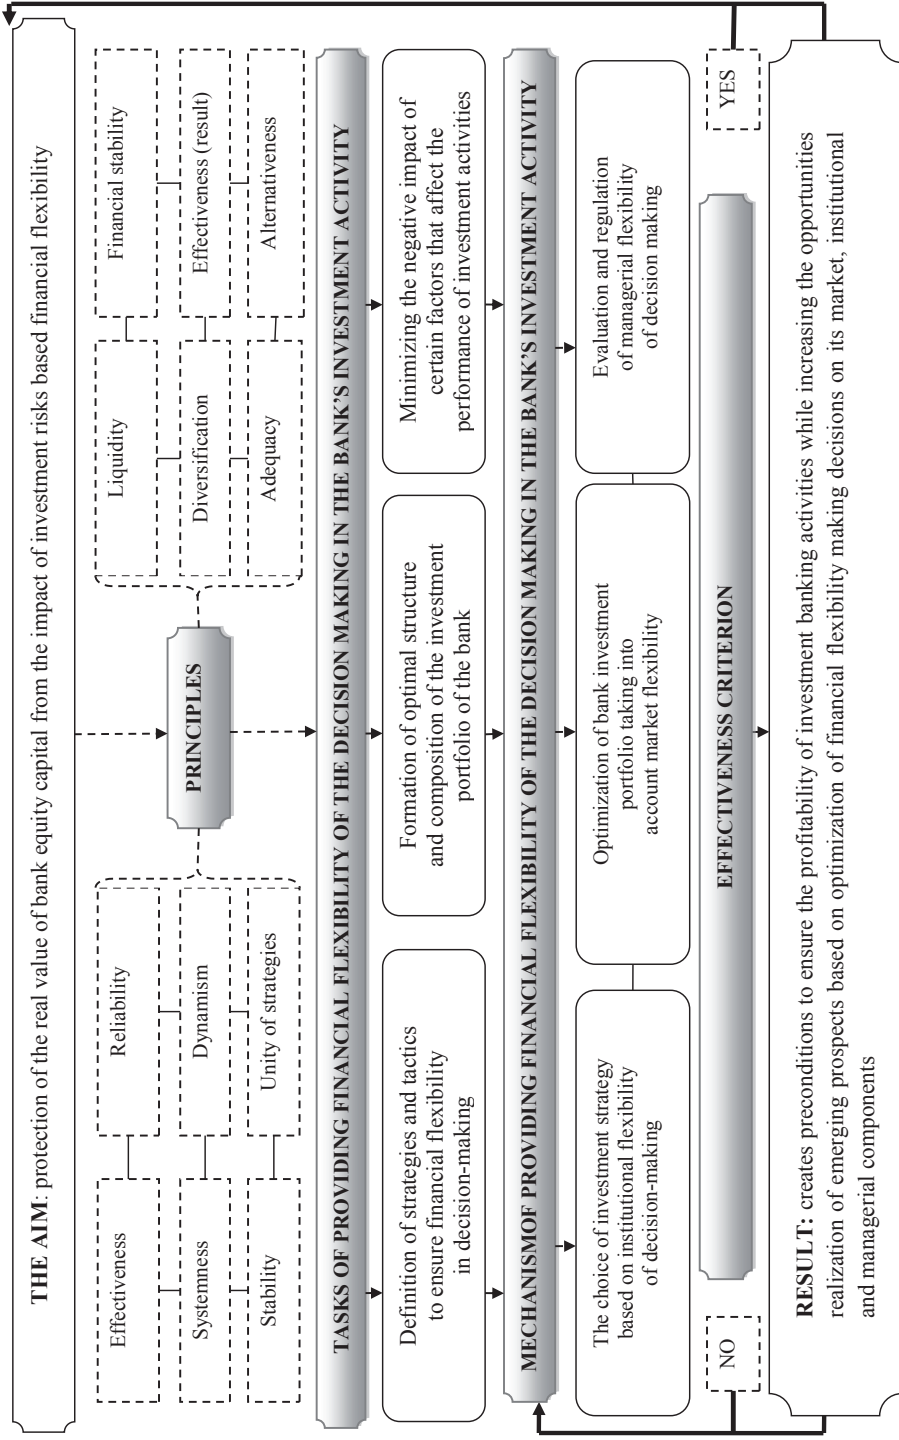 THE AIM: protection of the real value of bank equity capital from the impact of investment risks based financial flexibility
Effectiveness
Reliability
Liquidity
Financial stability
Systemness
Dynamism
PRINCIPLES
Diversification
Effectiveness (result)
Stability
Unity of strategies
Adequacy
Alternativeness
TASKS OF PROVIDING FINANCIAL FLEXIBILITY OF THE DECISION MAKING IN THE BANK’S INVESTMENT ACTIVITY
Definition of strategies and tactics
to ensure financial flexibility
in decision-making
Formation of optimal structure
and composition of the investment
portfolio of the bank
Minimizing the negative impact of
certain factors that affect the
performance of investment activities
MECHANISMOF PROVIDING FINANCIAL FLEXIBILITY OF THE DECISION MAKING IN THE BANK’S INVESTMENT ACTIVITY
The choice of investment strategy
based on institutional flexibility
of decision-making
Optimization of bank investment
portfolio taking into
account market flexibility
Evaluation and regulation
of managerial flexibility
of decision making
NO
EFFECTIVENESS CRITERION
YES
RESULT: creates preconditions to ensure the profitability of investment banking activities while increasing the opportunities
realization of emerging prospects based on optimization of financial flexibility making decisions on its market, institutional
and managerial components